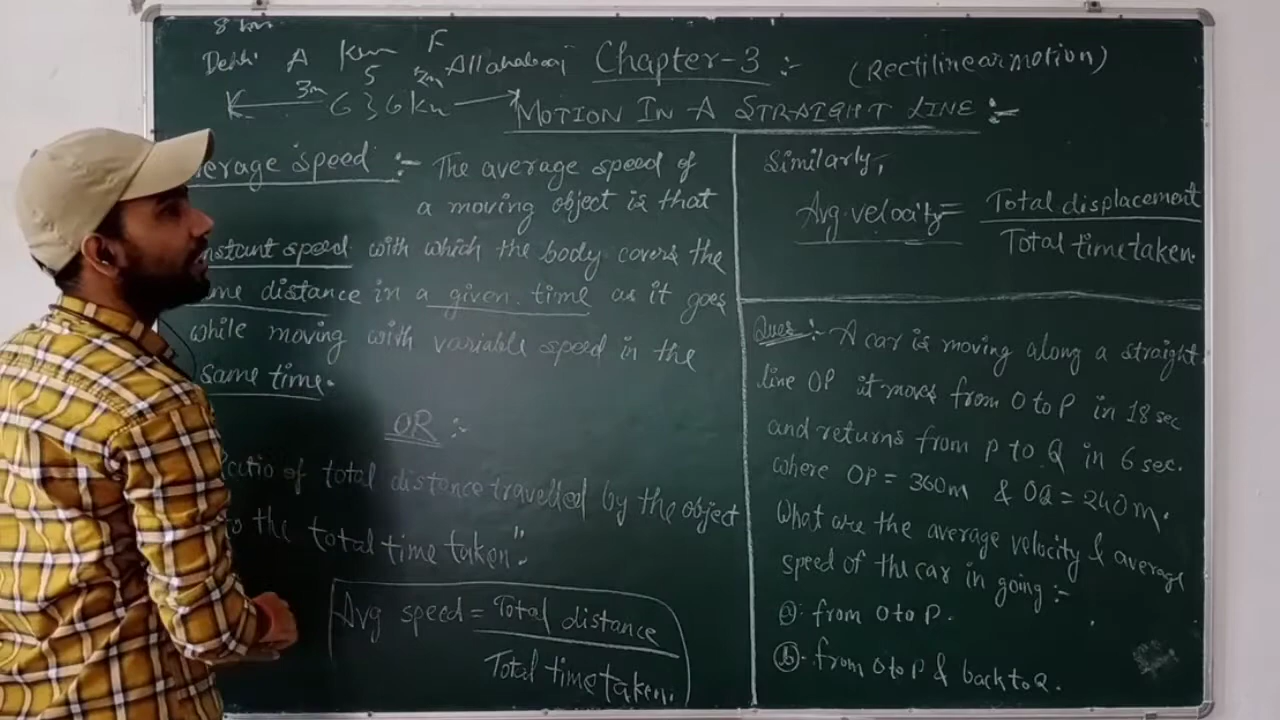 8 km
Delhi A Km F Allahabad Chapter-3 :- (Rectilinear motion)
3m 5 2m
636 km MOTION IN A STRAIGHT LINE :-
erage speed :- The average speed of
a moving object is that
nstant speed with which the body covers the
me distance in a given time as it goes
while moving with variable speed in the
same time.
OR :-
atio of total distance travelled by the object
to the total time taken".
Avg speed = Total distance
Total time taken.
Similarly,
Avg. velocity = Total displacement
Total time taken.
Ques :- A car is moving along a straight
line OP it moves from O to P in 18 sec
and returns from p to Q in 6 sec.
where OP = 360m & OQ = 240m.
What are the average velocity & average
speed of the car in going :-
(a). from O to P.
(b). from O to P & back to Q.